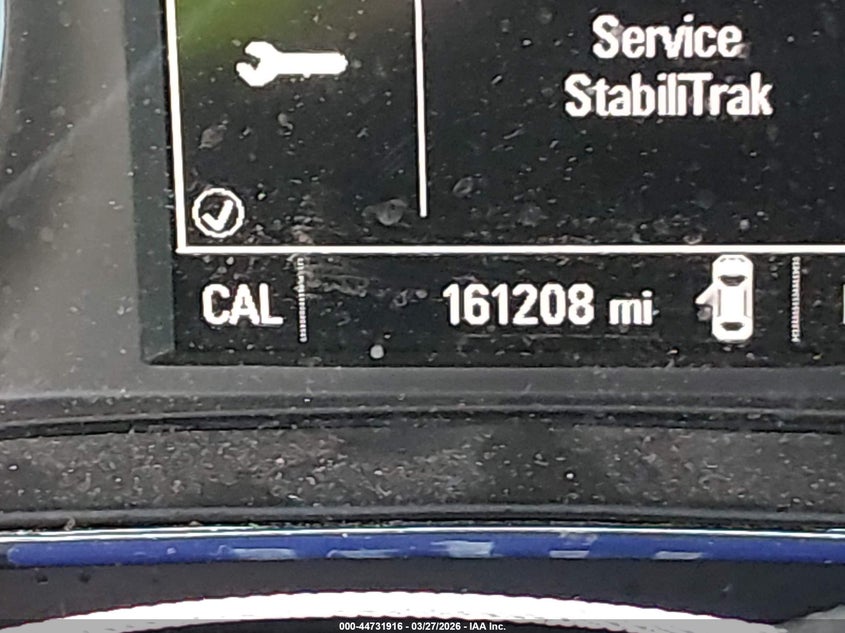 Service
StabiliTrak
CAL
161208 mi
000-44731916 - 03/27/2026 - IAA Inc.